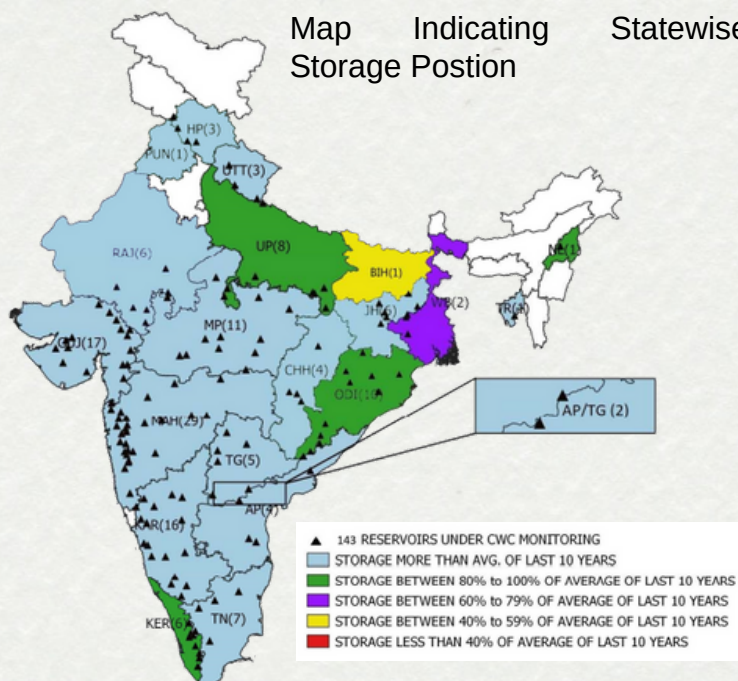 Map Indicating Statewise
Storage Postion
HP(3)
PUN(1)
UTT(3)
RAJ(6)
UP(8)
BIH(1)
NL(1)
WB(2)
JH(6)
TR(1)
GUJ(17)
MP(11)
CHH(4)
ODI(10)
MAH(29)
AP/TG (2)
TG(5)
AP(4)
KAR(16)
KER(6)
TN(7)
143 RESERVOIRS UNDER CWC MONITORING
STORAGE MORE THAN AVG. OF LAST 10 YEARS
STORAGE BETWEEN 80% to 100% OF AVERAGE OF LAST 10 YEARS
STORAGE BETWEEN 60% to 79% OF AVERAGE OF LAST 10 YEARS
STORAGE BETWEEN 40% to 59% OF AVERAGE OF LAST 10 YEARS
STORAGE LESS THAN 40% OF AVERAGE OF LAST 10 YEARS